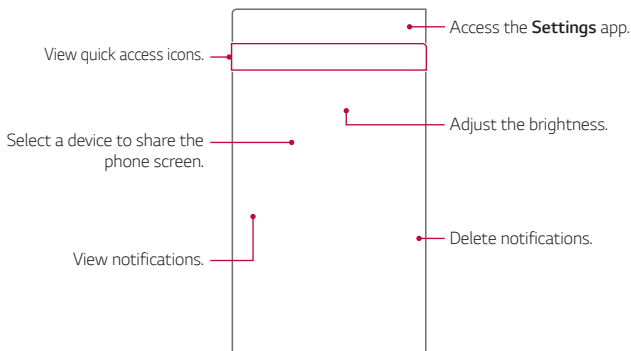 Access the Settings app.
View quick access icons.
Adjust the brightness.
Select a device to share the
phone screen.
Delete notifications.
View notifications.